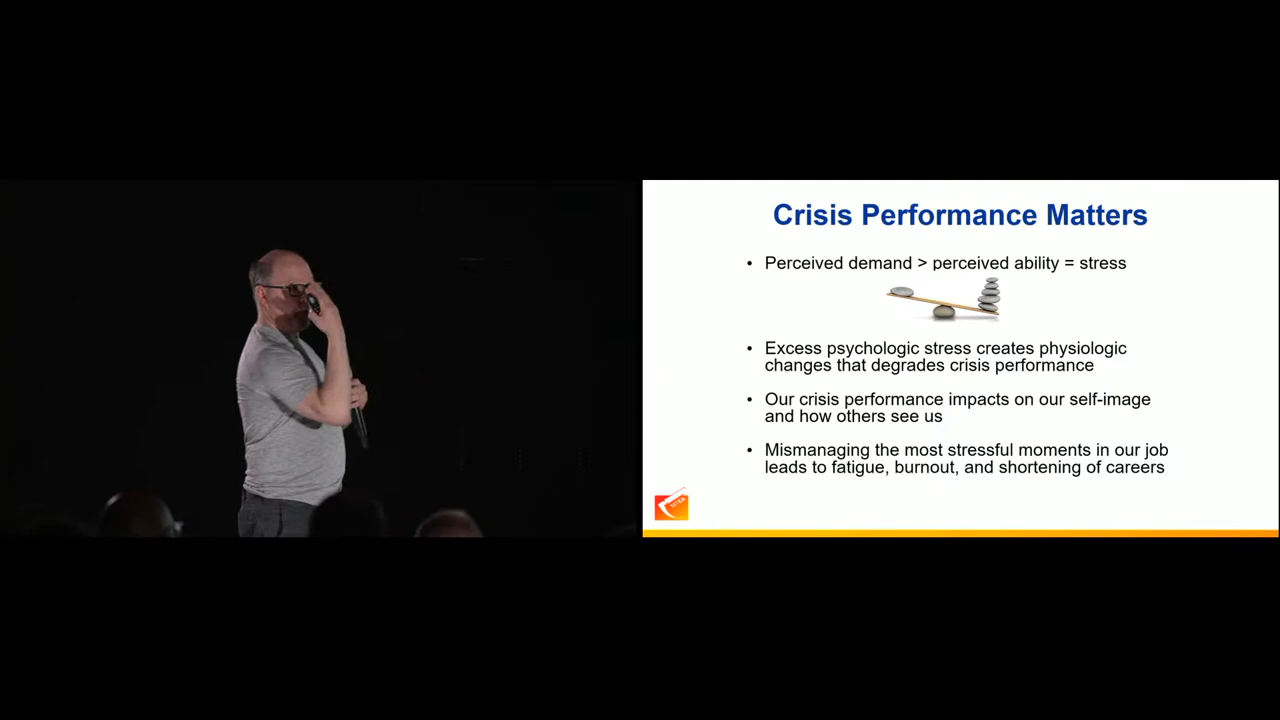 Crisis Performance Matters
• Perceived demand > perceived ability = stress
• Excess psychologic stress creates physiologic
changes that degrades crisis performance
• Our crisis performance impacts on our self-image
and how others see us
• Mismanaging the most stressful moments in our job
leads to fatigue, burnout, and shortening of careers